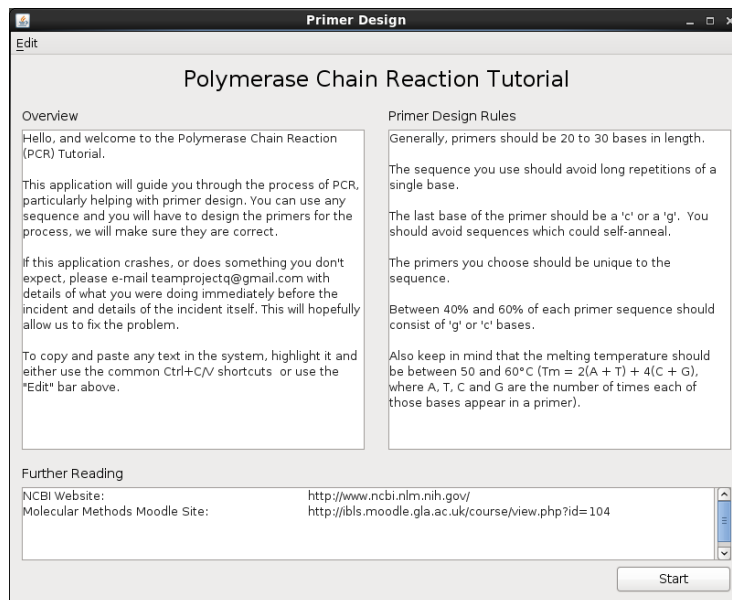 Primer Design
Edit
Polymerase Chain Reaction Tutorial
Overview
Hello, and welcome to the Polymerase Chain Reaction
(PCR) Tutorial.
This application will guide you through the process of PCR,
particularly helping with primer design. You can use any
sequence and you will have to design the primers for the
process, we will make sure they are correct.
If this application crashes, or does something you don't
expect, please e-mail teamprojectq@gmail.com with
details of what you were doing immediately before the
incident and details of the incident itself. This will hopefully
allow us to fix the problem.
To copy and paste any text in the system, highlight it and
either use the common Ctrl+C/V shortcuts  or use the
"Edit" bar above.
Primer Design Rules
Generally, primers should be 20 to 30 bases in length.
The sequence you use should avoid long repetitions of a
single base.
The last base of the primer should be a 'c' or a 'g'.  You
should avoid sequences which could self-anneal.
The primers you choose should be unique to the
sequence.
Between 40% and 60% of each primer sequence should
consist of 'g' or 'c' bases.
Also keep in mind that the melting temperature should
be between 50 and 60°C (Tm = 2(A + T) + 4(C + G),
where A, T, C and G are the number of times each of
those bases appear in a primer).
Further Reading
NCBI Website: http://www.ncbi.nlm.nih.gov/
Molecular Methods Moodle Site: http://ibls.moodle.gla.ac.uk/course/view.php?id=104
Start